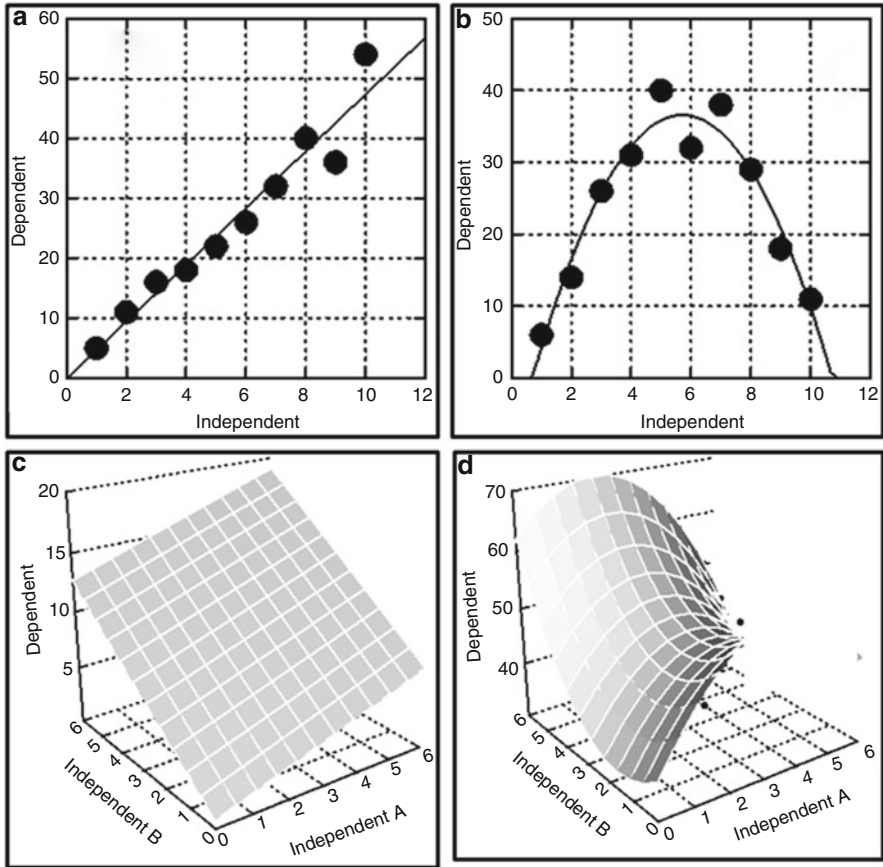 a
60
50
40
30
20
10
0
Dependent
0 2 4 6 8 10 12
Independent
b
50
40
30
20
10
0
Dependent
0 2 4 6 8 10 12
Independent
c
20
15
10
5
Dependent
6 5 4 3 2 1 0
Independent B
0 1 2 3 4 5 6
Independent A
d
70
60
50
40
Dependent
6 5 4 3 2 1 0
Independent B
0 1 2 3 4 5 6
Independent A